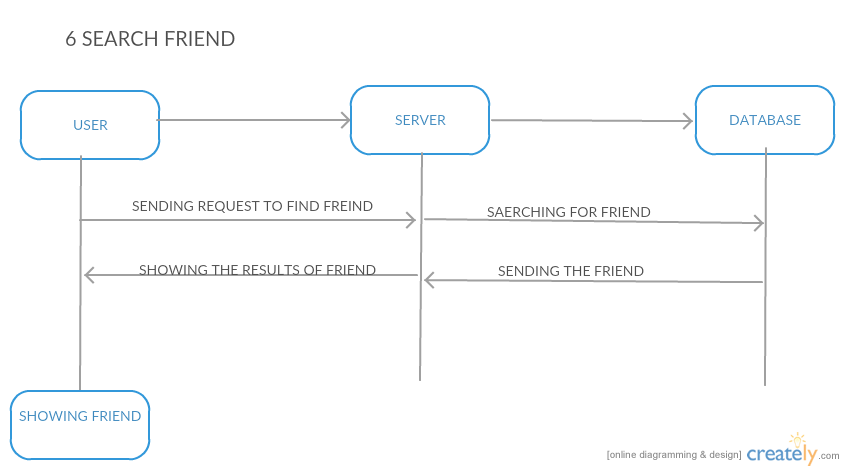 6 SEARCH FRIEND
USER
SERVER
DATABASE
SENDING REQUEST TO FIND FREIND
SAERCHING FOR FRIEND
SHOWING THE RESULTS OF FRIEND
SENDING THE FRIEND
SHOWING FRIEND
[online diagramming & design] creately.com